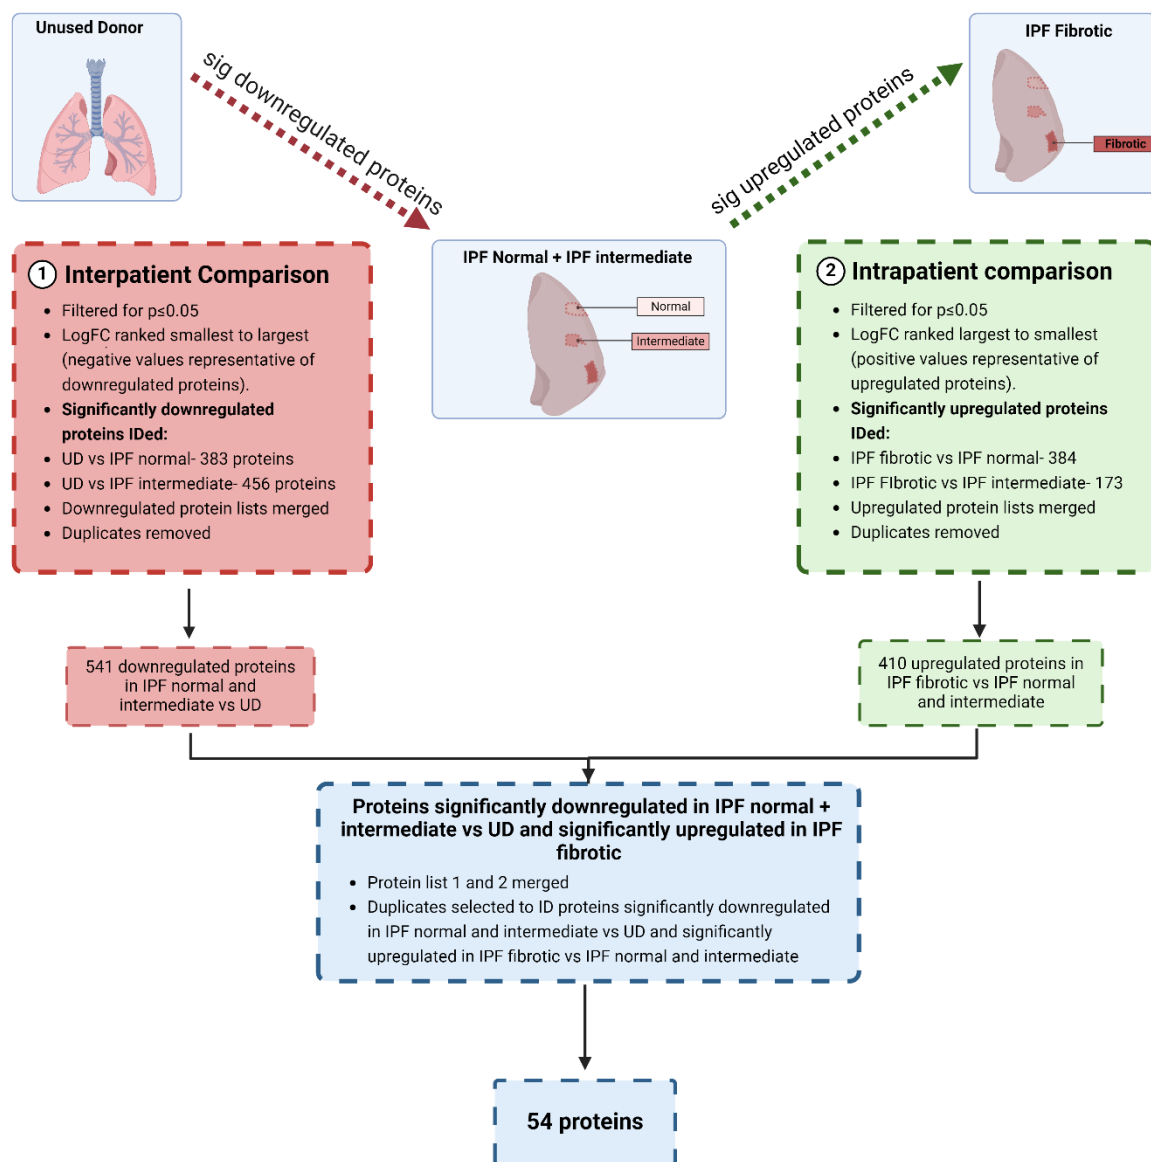 Unused Donor
sig downregulated proteins
sig upregulated proteins
IPF Fibrotic
Fibrotic
IPF Normal + IPF intermediate
Normal
Intermediate
1 Interpatient Comparison
• Filtered for p≤0.05
• LogFC ranked smallest to largest
(negative values representative of
downregulated proteins).
• Significantly downregulated
proteins IDed:
• UD vs IPF normal- 383 proteins
• UD vs IPF intermediate- 456 proteins
• Downregulated protein lists merged
• Duplicates removed
2 Intrapatient comparison
• Filtered for p≤0.05
• LogFC ranked largest to smallest
(positive values representative of
upregulated proteins).
• Significantly upregulated proteins
IDed:
• IPF fibrotic vs IPF normal- 384
• IPF FIbrotic vs IPF intermediate- 173
• Upregulated protein lists merged
• Duplicates removed
541 downregulated proteins
in IPF normal and
intermediate vs UD
410 upregulated proteins in
IPF fibrotic vs IPF normal
and intermediate
Proteins significantly downregulated in IPF normal +
intermediate vs UD and significantly upregulated in IPF
fibrotic
• Protein list 1 and 2 merged
• Duplicates selected to ID proteins significantly downregulated
in IPF normal and intermediate vs UD and significantly
upregulated in IPF fibrotic vs IPF normal and intermediate
54 proteins